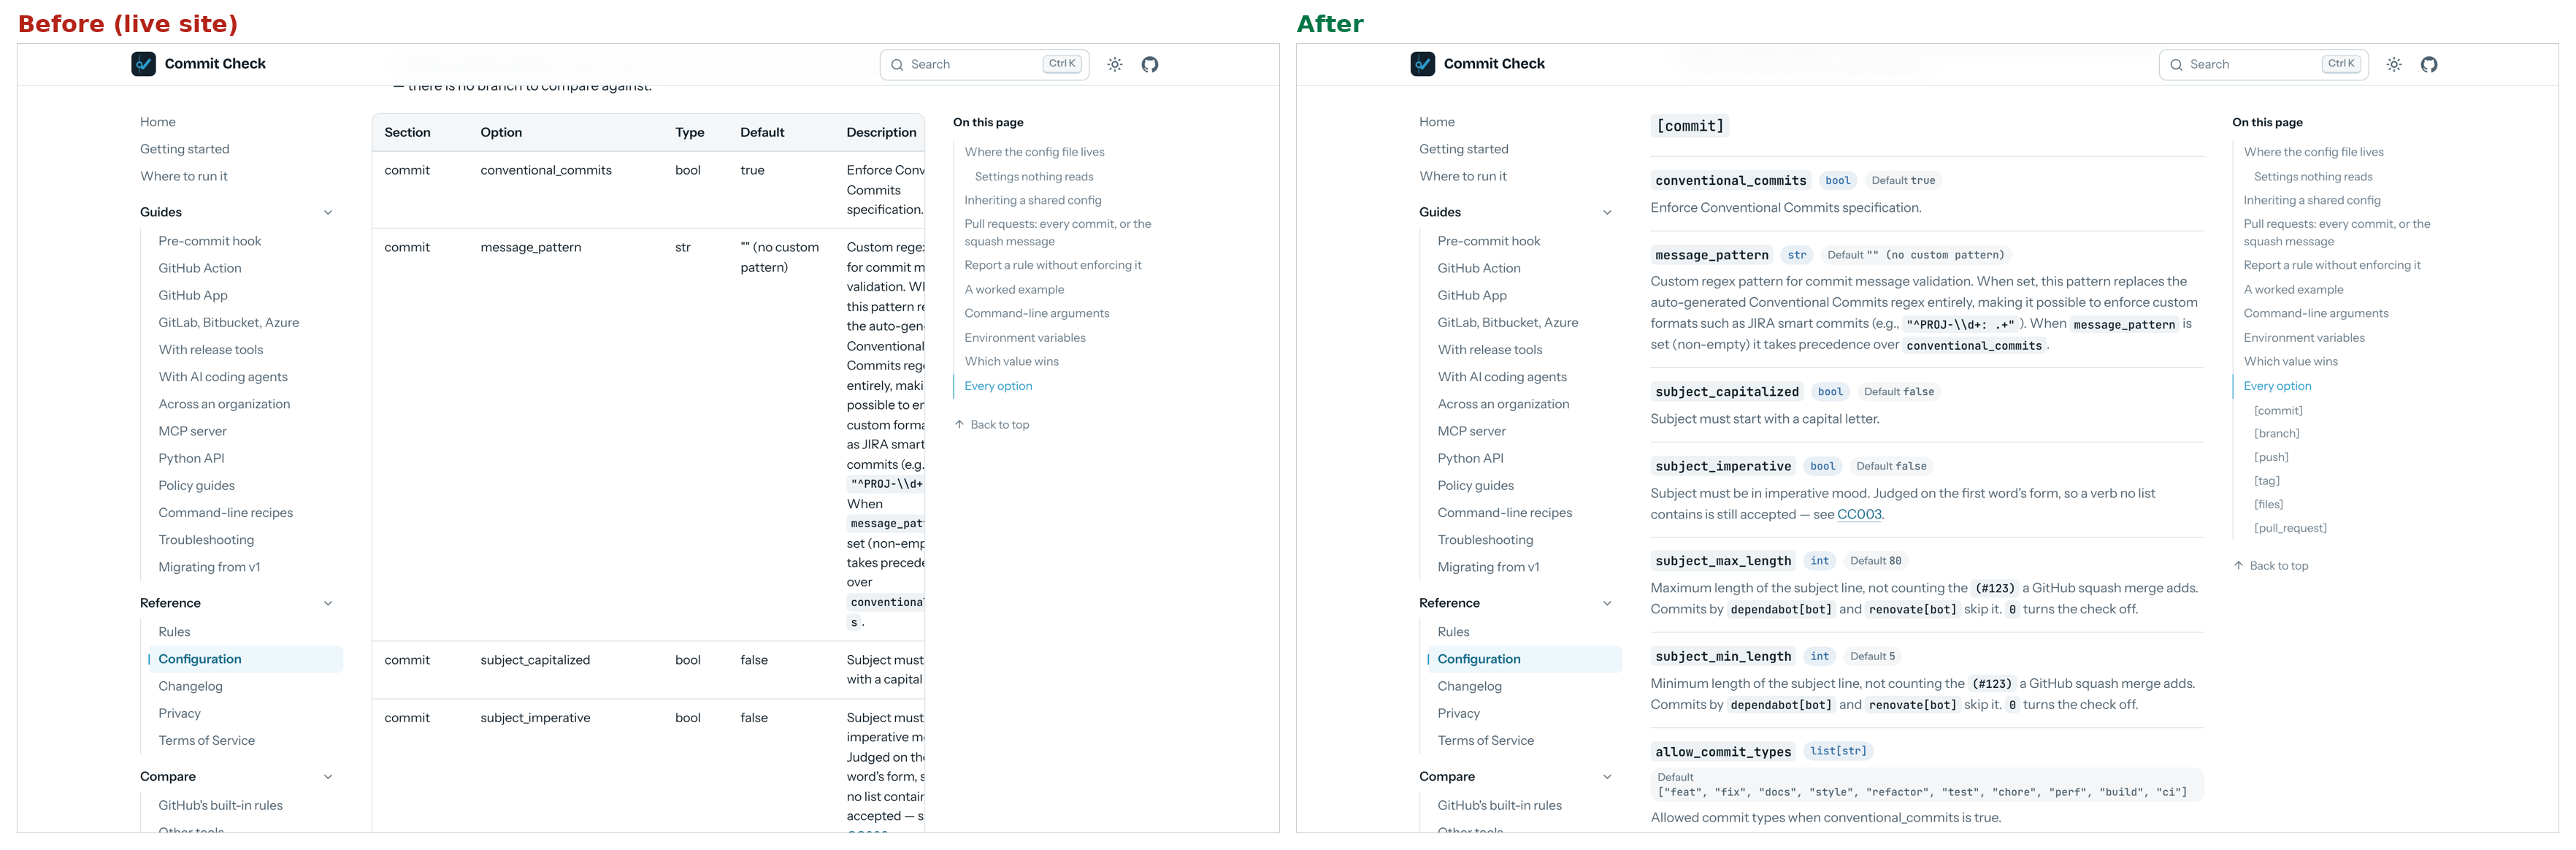 Before (live site)
Commit Check
Search
Ctrl K
— there is no branch to compare against.
Home
Getting started
Where to run it
Guides
Pre-commit hook
GitHub Action
GitHub App
GitLab, Bitbucket, Azure
With release tools
With AI coding agents
Across an organization
MCP server
Python API
Policy guides
Command-line recipes
Troubleshooting
Migrating from v1
Reference
Rules
Configuration
Changelog
Privacy
Terms of Service
Compare
GitHub's built-in rules
Other tools
Section Option Type Default Description
commit conventional_commits bool true Enforce Conv
Commits
specification.
commit message_pattern str "" (no custom Custom rege
pattern) for commit m
validation. Wh
this pattern re
the auto-gen
Conventional
Commits rege
entirely, maki
possible to en
custom forma
as JIRA smart
commits (e.g.
"^PROJ-\\d+
When
message_pat
set (non-emp
takes precede
over
conventional
s .
commit subject_capitalized bool false Subject must
with a capital
commit subject_imperative bool false Subject must
imperative m
Judged on th
word's form, s
no list contain
accepted — s
On this page
Where the config file lives
Settings nothing reads
Inheriting a shared config
Pull requests: every commit, or the
squash message
Report a rule without enforcing it
A worked example
Command-line arguments
Environment variables
Which value wins
Every option
Back to top
After
Commit Check
Search
Ctrl K
Home
Getting started
Where to run it
Guides
Pre-commit hook
GitHub Action
GitHub App
GitLab, Bitbucket, Azure
With release tools
With AI coding agents
Across an organization
MCP server
Python API
Policy guides
Command-line recipes
Troubleshooting
Migrating from v1
Reference
Rules
Configuration
Changelog
Privacy
Terms of Service
Compare
GitHub's built-in rules
Other tools
[commit]
conventional_commits bool Default true
Enforce Conventional Commits specification.
message_pattern str Default "" (no custom pattern)
Custom regex pattern for commit message validation. When set, this pattern replaces the
auto-generated Conventional Commits regex entirely, making it possible to enforce custom
formats such as JIRA smart commits (e.g., "^PROJ-\\d+: .+" ). When message_pattern is
set (non-empty) it takes precedence over conventional_commits .
subject_capitalized bool Default false
Subject must start with a capital letter.
subject_imperative bool Default false
Subject must be in imperative mood. Judged on the first word's form, so a verb no list
contains is still accepted — see CC003.
subject_max_length int Default 80
Maximum length of the subject line, not counting the (#123) a GitHub squash merge adds.
Commits by dependabot[bot] and renovate[bot] skip it. 0 turns the check off.
subject_min_length int Default 5
Minimum length of the subject line, not counting the (#123) a GitHub squash merge adds.
Commits by dependabot[bot] and renovate[bot] skip it. 0 turns the check off.
allow_commit_types list[str]
Default
["feat", "fix", "docs", "style", "refactor", "test", "chore", "perf", "build", "ci"]
Allowed commit types when conventional_commits is true.
On this page
Where the config file lives
Settings nothing reads
Inheriting a shared config
Pull requests: every commit, or the
squash message
Report a rule without enforcing it
A worked example
Command-line arguments
Environment variables
Which value wins
Every option
[commit]
[branch]
[push]
[tag]
[files]
[pull_request]
Back to top